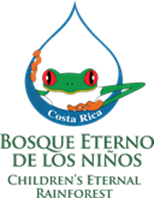 Costa Rica
BOSQUE ETERNO
DE LOS NIÑOS
CHILDREN'S ETERNAL
RAINFOREST